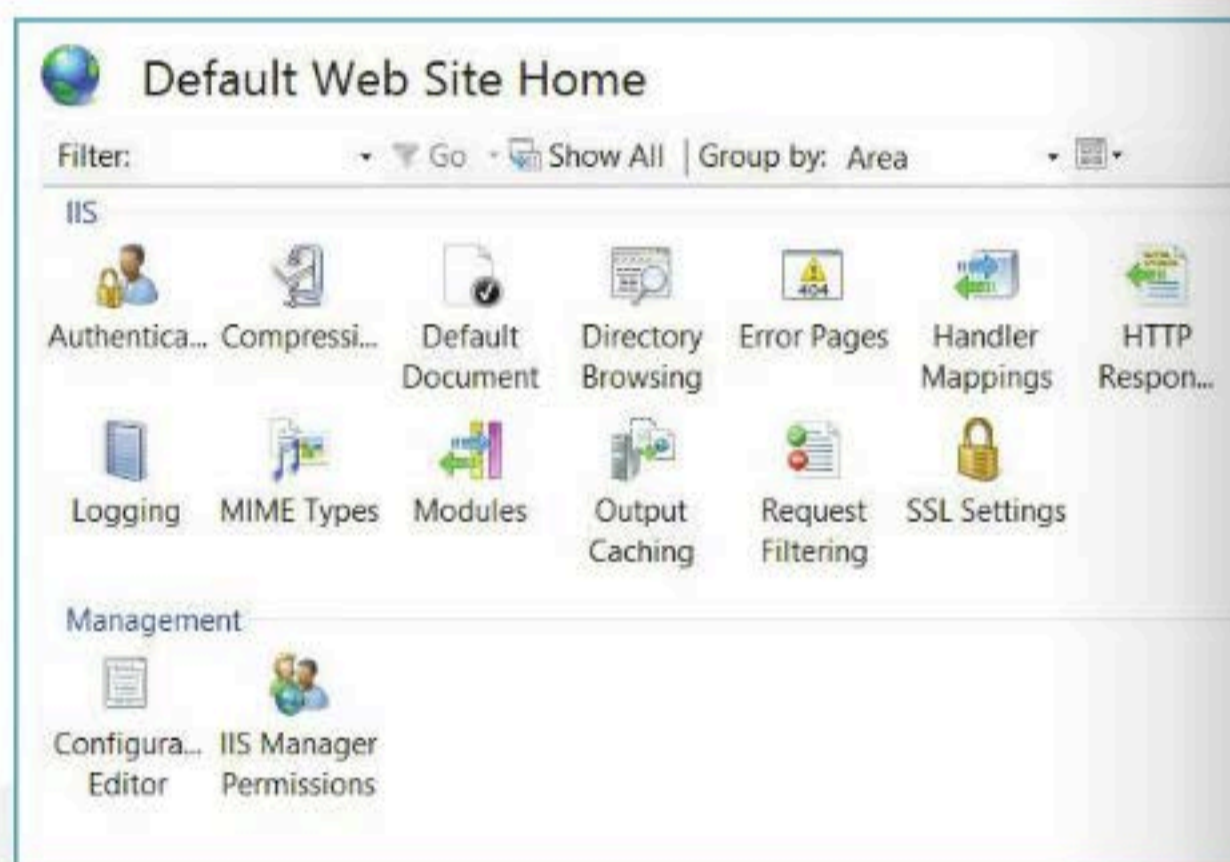 Default Web Site Home
Filter: Go Show All Group by: Area
IIS
Authentica... Compressi... Default Document Directory Browsing Error Pages Handler Mappings HTTP Respon...
404
Logging MIME Types Modules Output Caching Request Filtering SSL Settings
Management
Configura... Editor IIS Manager Permissions